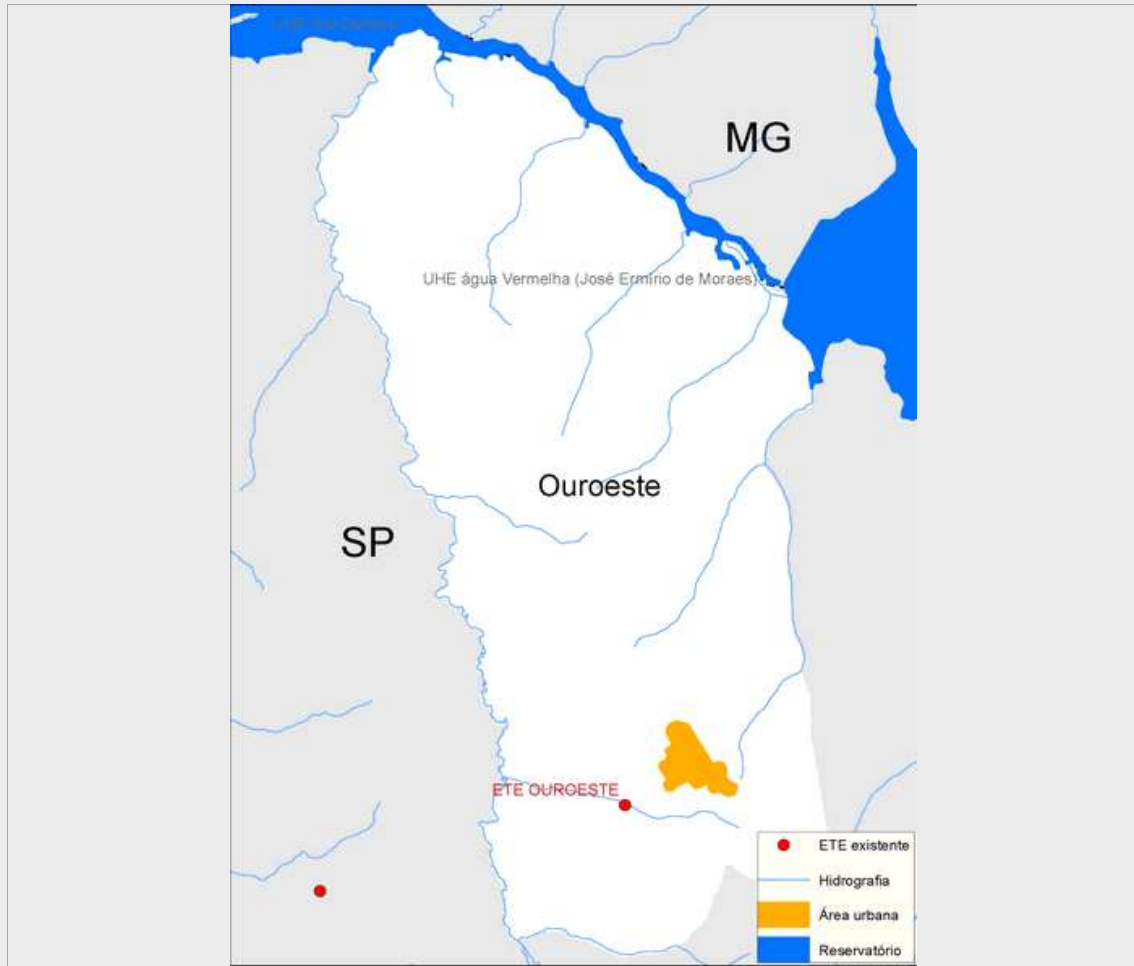 MG
UHE água Vermelha (José Ermírio de Moraes)
Ouroeste
SP
ETE OUROESTE
ETE existente
Hidrografia
Área urbana
Reservatório